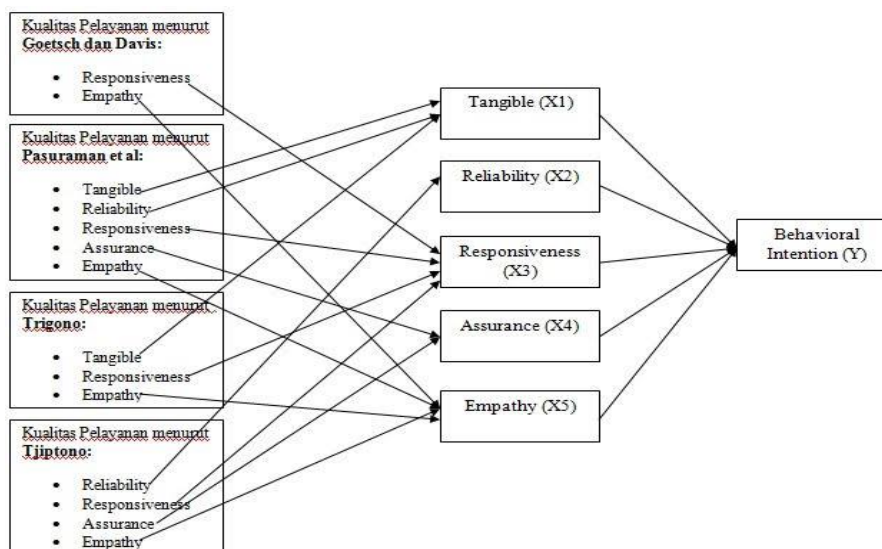 Kualitas Pelayanan menurut
Goetsch dan Davis:
• Responsiveness
• Empathy
Kualitas Pelayanan menurut
Pasuraman et al:
• Tangible
• Reliability
• Responsiveness
• Assurance
• Empathy
Kualitas Pelayanan menurut
Trigono:
• Tangible
• Responsiveness
• Empathy
Kualitas Pelayanan menurut
Tjiptono:
• Reliability
• Responsiveness
• Assurance
• Empathy
Tangible (X1)
Reliability (X2)
Responsiveness
(X3)
Assurance (X4)
Empathy (X5)
Behavioral
Intention (Y)